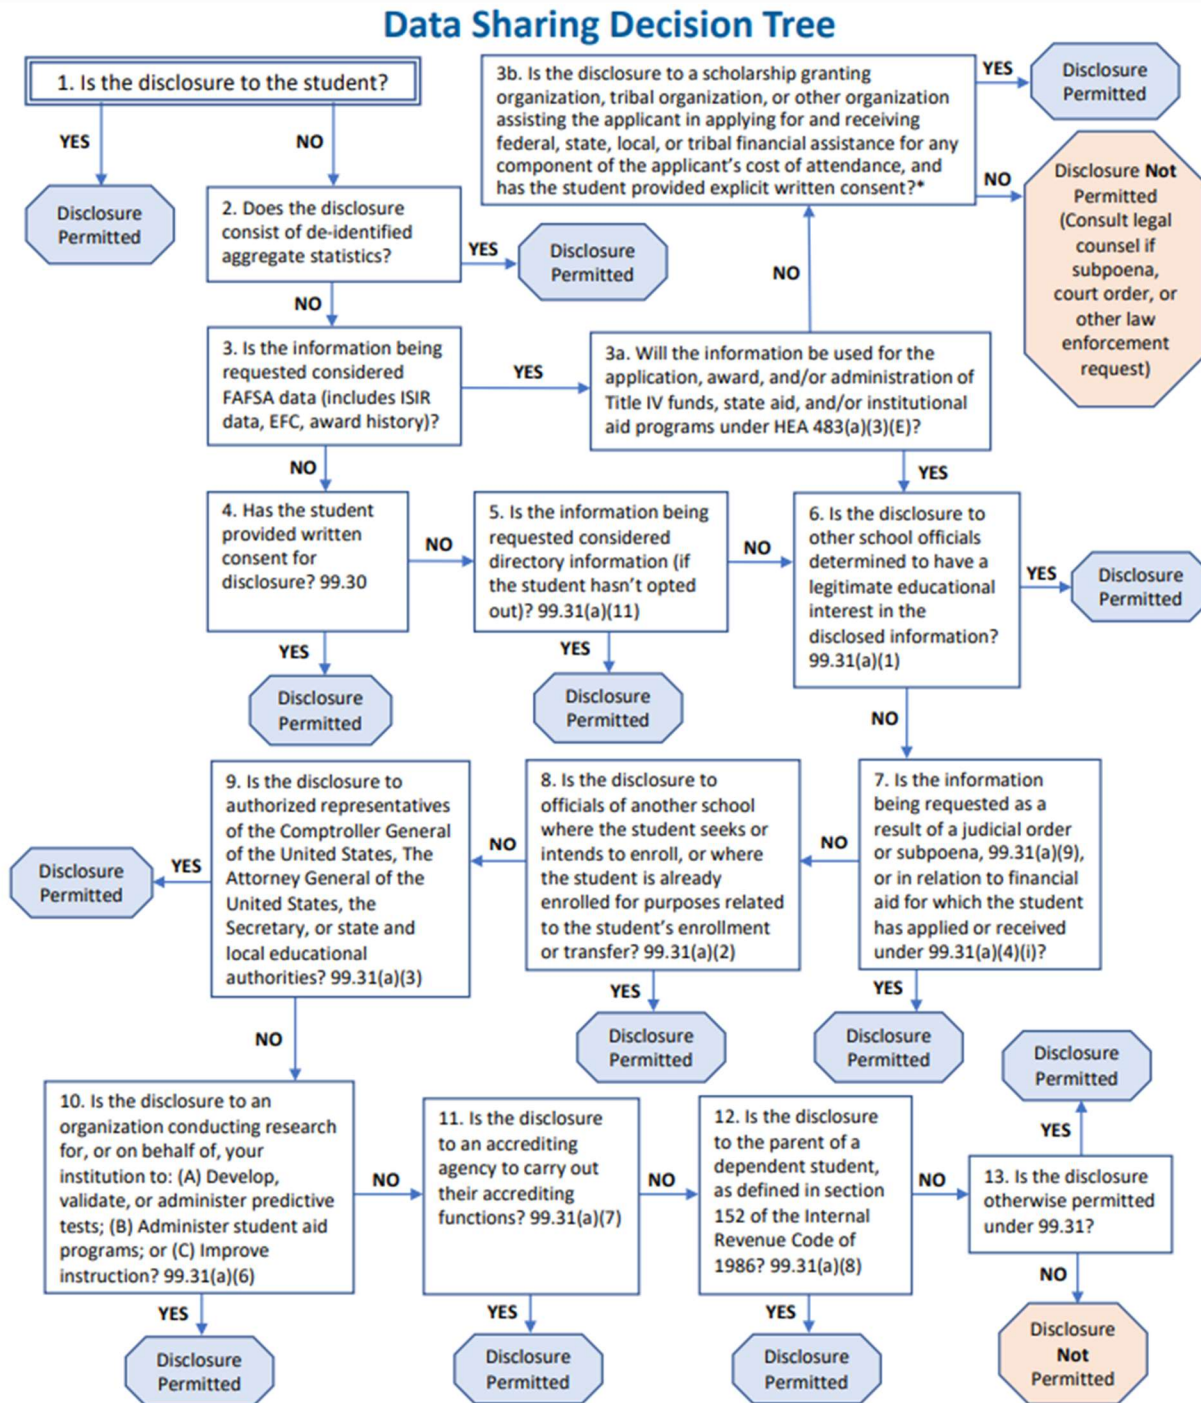 Data Sharing Decision Tree
1. Is the disclosure to the student?
YES
NO
Disclosure
Permitted
2. Does the disclosure
consist of de-identified
aggregate statistics?
YES
Disclosure
Permitted
NO
3. Is the information being
requested considered
FAFSA data (includes ISIR
data, EFC, award history)?
YES
3a. Will the information be used for the
application, award, and/or administration of
Title IV funds, state aid, and/or institutional
aid programs under HEA 483(a)(3)(E)?
NO
3b. Is the disclosure to a scholarship granting
organization, tribal organization, or other organization
assisting the applicant in applying for and receiving
federal, state, local, or tribal financial assistance for any
component of the applicant's cost of attendance, and
has the student provided explicit written consent?*
YES
Disclosure
Permitted
NO
Disclosure Not
Permitted
(Consult legal
counsel if
subpoena,
court order, or
other law
enforcement
request)
YES
NO
4. Has the student
provided written
consent for
disclosure? 99.30
NO
YES
Disclosure
Permitted
5. Is the information being
requested considered
directory information (if
the student hasn't opted
out)? 99.31(a)(11)
NO
YES
Disclosure
Permitted
6. Is the disclosure to
other school officials
determined to have a
legitimate educational
interest in the
disclosed information?
99.31(a)(1)
YES
Disclosure
Permitted
NO
7. Is the information
being requested as a
result of a judicial order
or subpoena, 99.31(a)(9),
or in relation to financial
aid for which the student
has applied or received
under 99.31(a)(4)(i)?
YES
Disclosure
Permitted
NO
8. Is the disclosure to
officials of another school
where the student seeks or
intends to enroll, or where
the student is already
enrolled for purposes related
to the student's enrollment
or transfer? 99.31(a)(2)
YES
Disclosure
Permitted
NO
9. Is the disclosure to
authorized representatives
of the Comptroller General
of the United States, The
Attorney General of the
United States, the
Secretary, or state and
local educational
authorities? 99.31(a)(3)
YES
Disclosure
Permitted
NO
10. Is the disclosure to an
organization conducting research
for, or on behalf of, your
institution to: (A) Develop,
validate, or administer predictive
tests; (B) Administer student aid
programs; or (C) Improve
instruction? 99.31(a)(6)
YES
Disclosure
Permitted
NO
11. Is the disclosure
to an accrediting
agency to carry out
their accrediting
functions? 99.31(a)(7)
YES
Disclosure
Permitted
NO
12. Is the disclosure
to the parent of a
dependent student,
as defined in section
152 of the Internal
Revenue Code of
1986? 99.31(a)(8)
YES
Disclosure
Permitted
NO
13. Is the disclosure
otherwise permitted
under 99.31?
YES
Disclosure
Permitted
NO
Disclosure
Not
Permitted